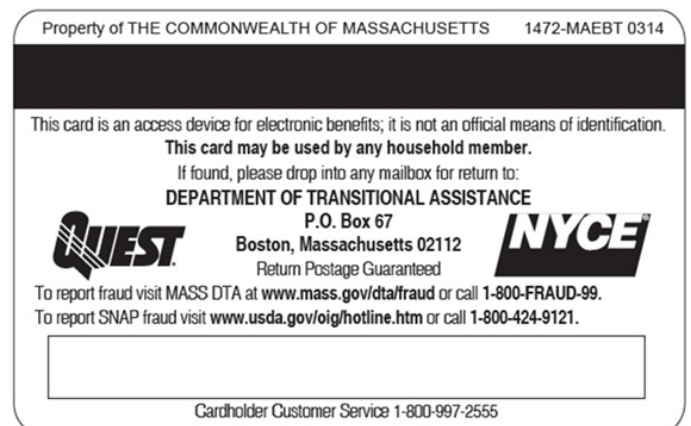 Property of THE COMMONWEALTH OF MASSACHUSETTS 1472-MAEBT 0314
This card is an access device for electronic benefits; it is not an official means of identification.
This card may be used by any household member.
If found, please drop into any mailbox for return to:
DEPARTMENT OF TRANSITIONAL ASSISTANCE
P.O. Box 67
Boston, Massachusetts 02112
Return Postage Guaranteed
QUEST
NYCE
To report fraud visit MASS DTA at www.mass.gov/dta/fraud or call 1-800-FRAUD-99.
To report SNAP fraud visit www.usda.gov/oig/hotline.htm or call 1-800-424-9121.
Cardholder Customer Service 1-800-997-2555